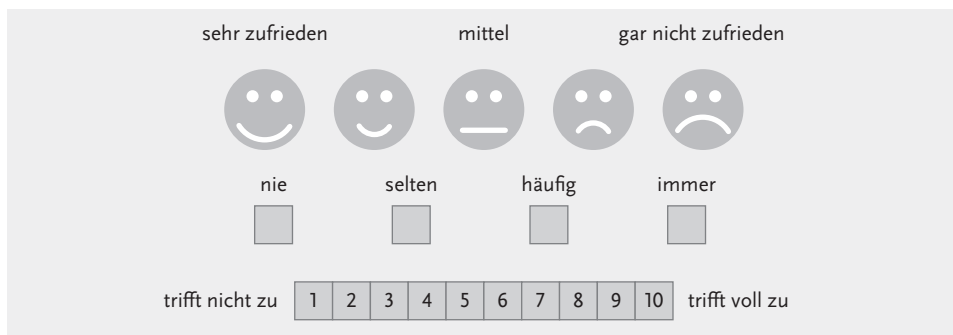 sehr zufrieden mittel gar nicht zufrieden
nie selten häufig immer
trifft nicht zu 1 2 3 4 5 6 7 8 9 10 trifft voll zu